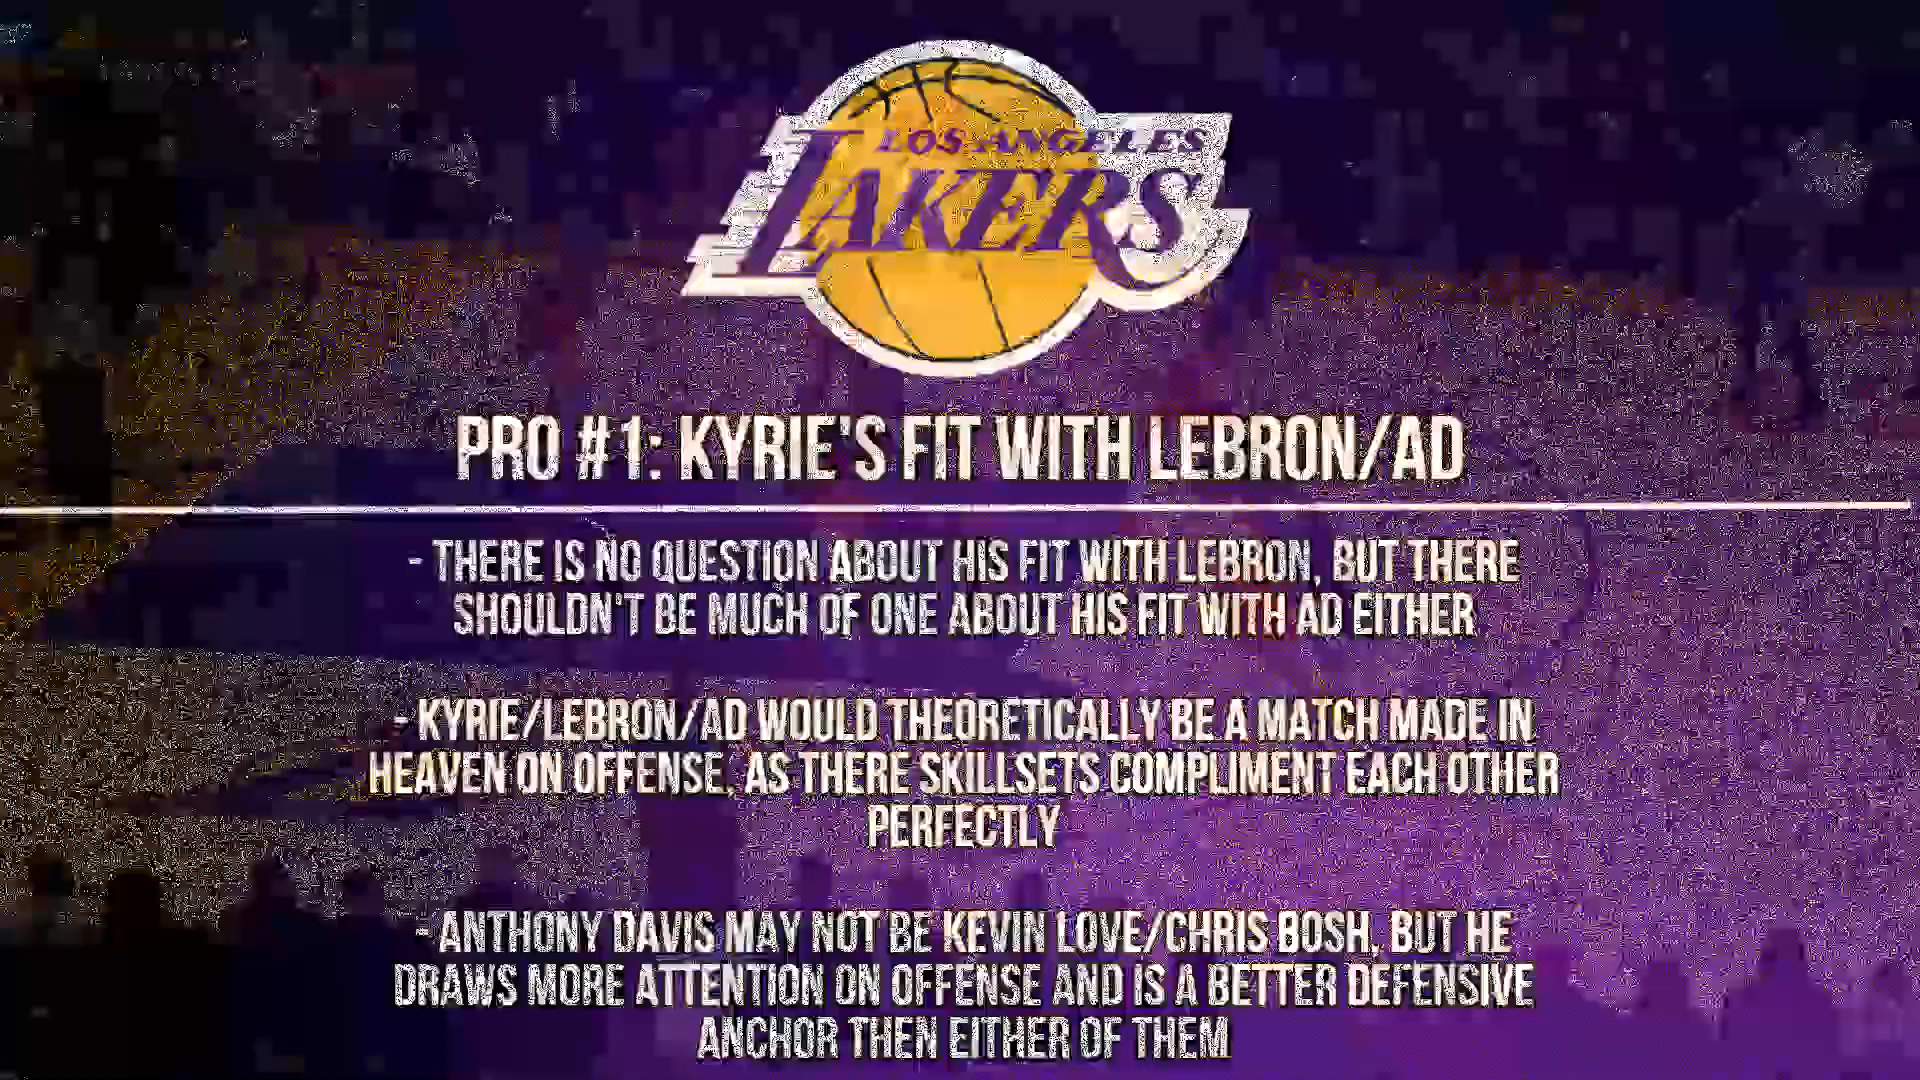 LOS ANGELES
LAKERS
PRO #1: KYRIE'S FIT WITH LEBRON/AD
- THERE IS NO QUESTION ABOUT HIS FIT WITH LEBRON, BUT THERE
SHOULDN'T BE MUCH OF ONE ABOUT HIS FIT WITH AD EITHER
- KYRIE/LEBRON/AD WOULD THEORETICALLY BE A MATCH MADE IN
HEAVEN ON OFFENSE, AS THERE SKILLSETS COMPLIMENT EACH OTHER
PERFECTLY
- ANTHONY DAVIS MAY NOT BE KEVIN LOVE/CHRIS BOSH, BUT HE
DRAWS MORE ATTENTION ON OFFENSE AND IS A BETTER DEFENSIVE
ANCHOR THEN EITHER OF THEM